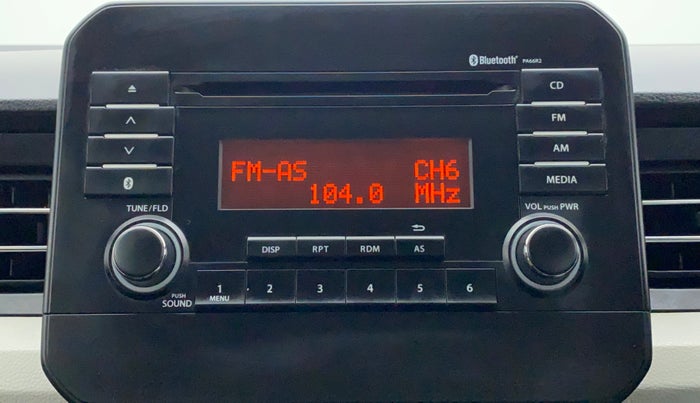 Bluetooth® PA66R2
CD
FM
AM
MEDIA
FM-AS CH6
104.0 MHz
TUNE/FLD
VOL PUSH PWR
DISP RPT RDM AS
PUSH SOUND
1 MENU 2 3 4 5 6